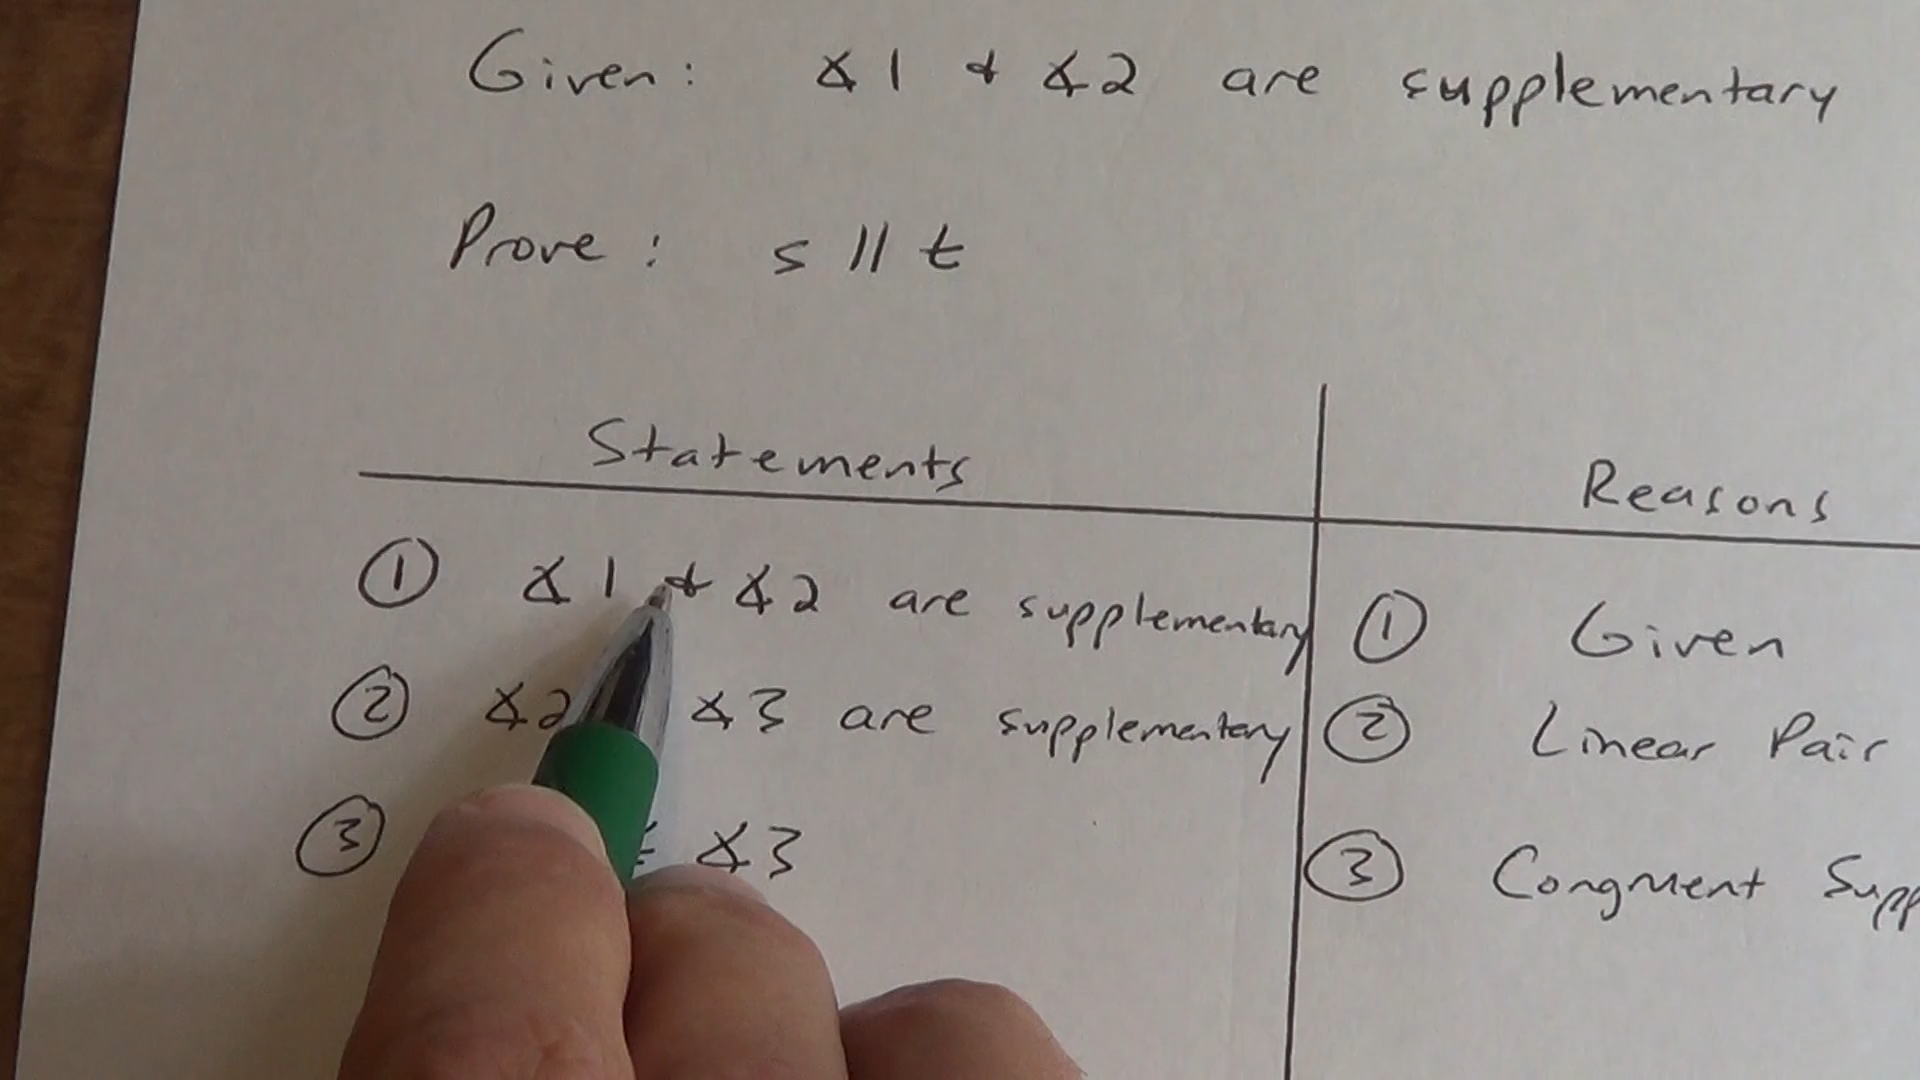 Given: ∡1 & ∡2 are supplementary
Prove: s || t
Statements
Reasons
① ∡1 & ∡2 are supplementary
① Given
② ∡2 ∡3 are supplementary
② Linear Pair
③ ≅ ∡3
③ Congruent Supp